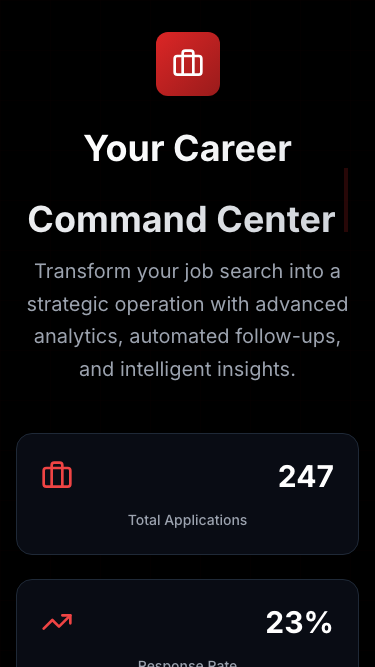 Your Career
Command Center
Transform your job search into a
strategic operation with advanced
analytics, automated follow-ups,
and intelligent insights.
247
Total Applications
23%
Response Rate